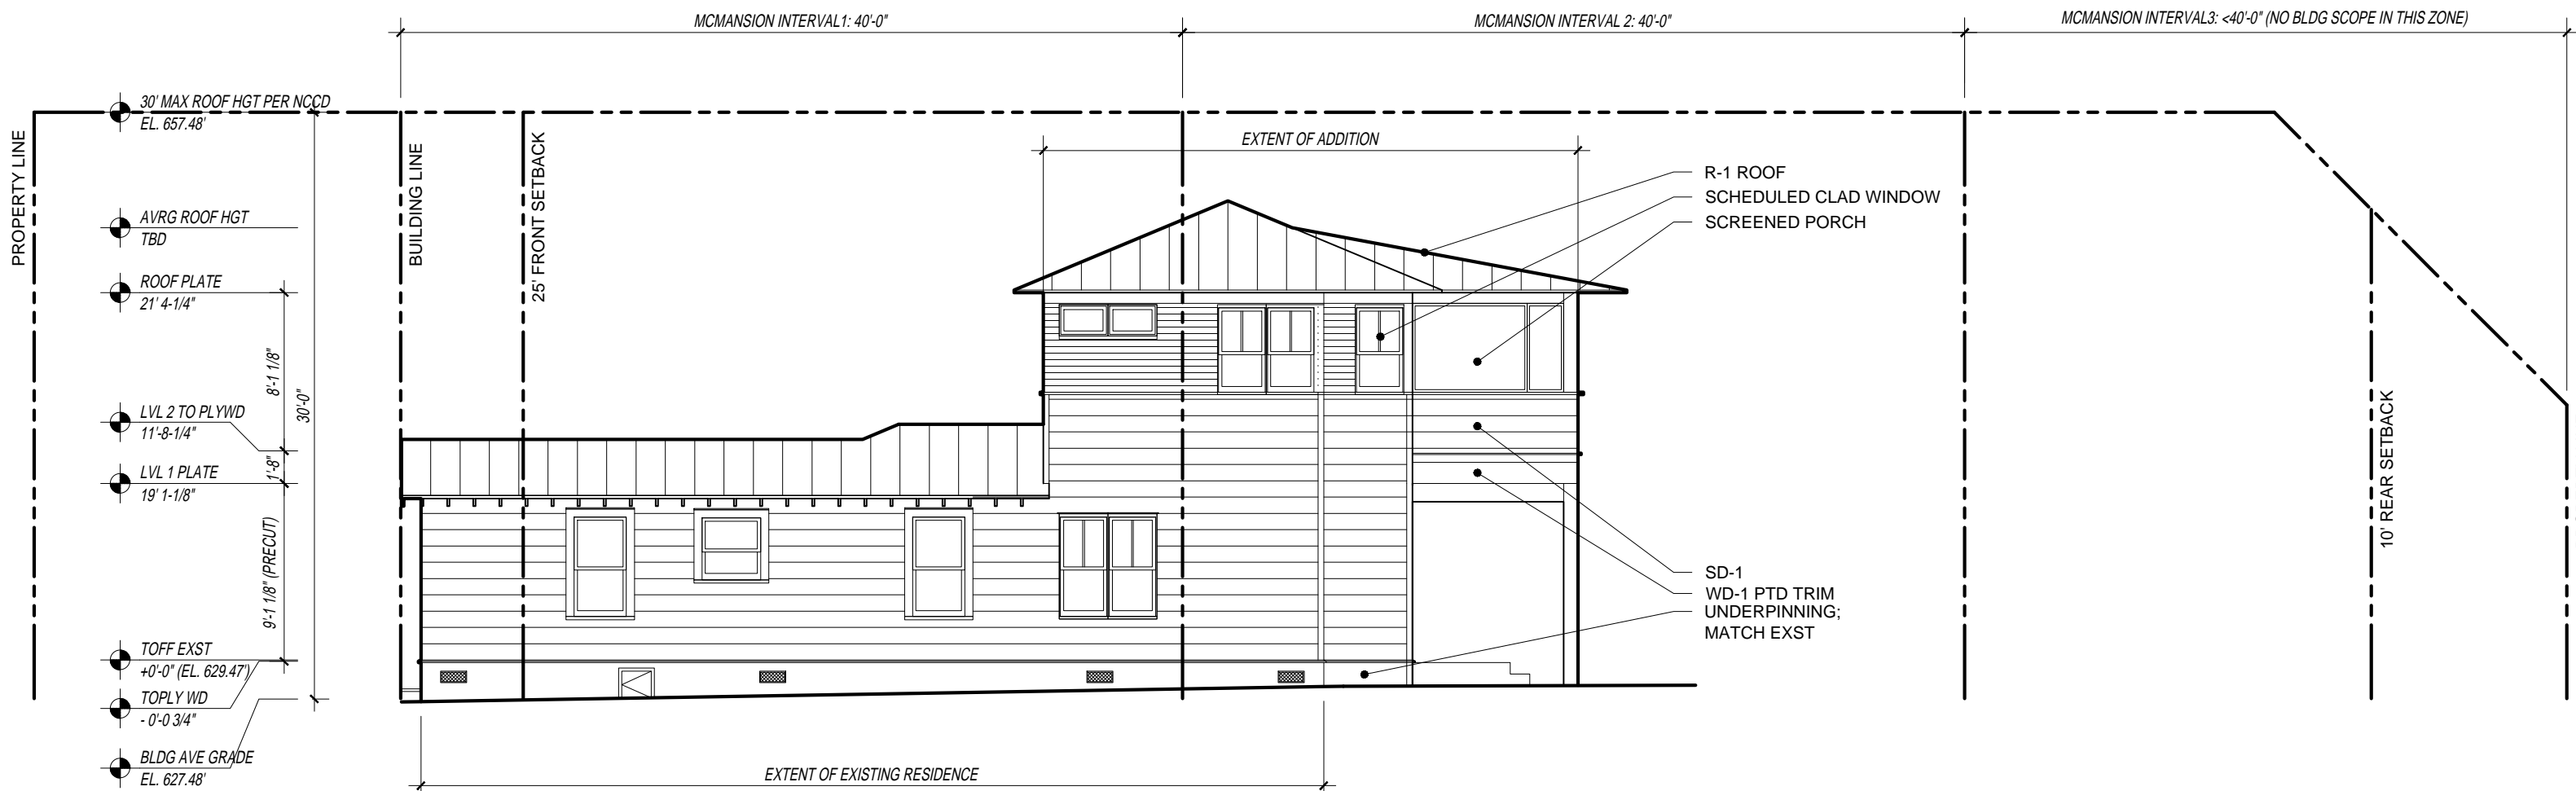 MCMANSION INTERVAL1: 40'-0"
MCMANSION INTERVAL 2: 40'-0"
MCMANSION INTERVAL3: <40'-0" (NO BLDG SCOPE IN THIS ZONE)
30' MAX ROOF HGT PER NCCD
EL. 657.48'
PROPERTY LINE
BUILDING LINE
25' FRONT SETBACK
EXTENT OF ADDITION
R-1 ROOF
SCHEDULED CLAD WINDOW
SCREENED PORCH
AVRG ROOF HGT
TBD
ROOF PLATE
21' 4-1/4"
8'-1 1/8"
30'-0"
LVL 2 TO PLYWD
11'-8-1/4"
1'-8"
LVL 1 PLATE
19' 1-1/8"
9'-1 1/8" (PRECUT)
10' REAR SETBACK
SD-1
WD-1 PTD TRIM
UNDERPINNING;
MATCH EXST
TOFF EXST
+0'-0" (EL. 629.47')
TOPLY WD
- 0'-0 3/4"
BLDG AVE GRADE
EL. 627.48'
EXTENT OF EXISTING RESIDENCE